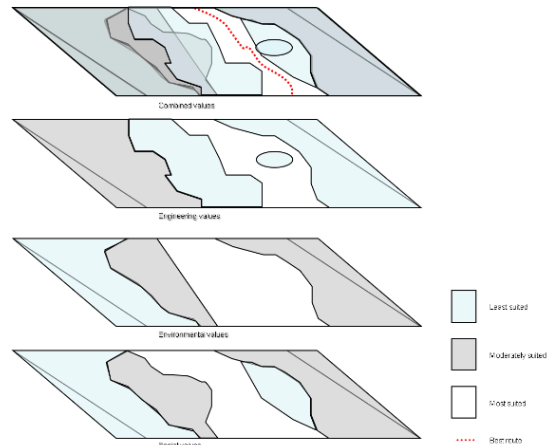 Combined values
Engineering values
Environmental values
Least suited
Moderately suited
Most suited
Best route